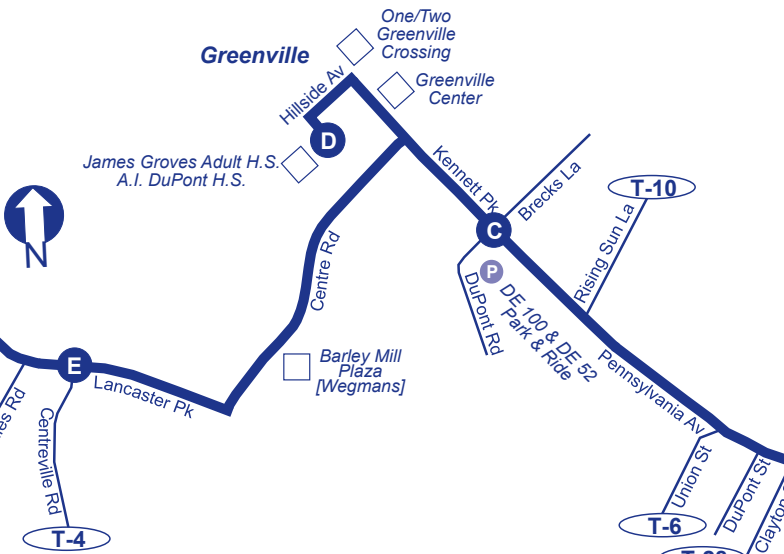 One/Two
Greenville
Crossing
Greenville
Hillside Av
Greenville
Center
D
James Groves Adult H.S.
A.I. DuPont H.S.
Kennett Pk
Brecks La
T-10
N
Centre Rd
C
P
DuPont Rd
DE 100 & DE 52
Park & Ride
Rising Sun La
E
Lancaster Pk
Barley Mill
Plaza
[Wegmans]
Pennsylvania Av
Rd
Centreville Rd
T-4
Union St
DuPont St
Clayton
T-6